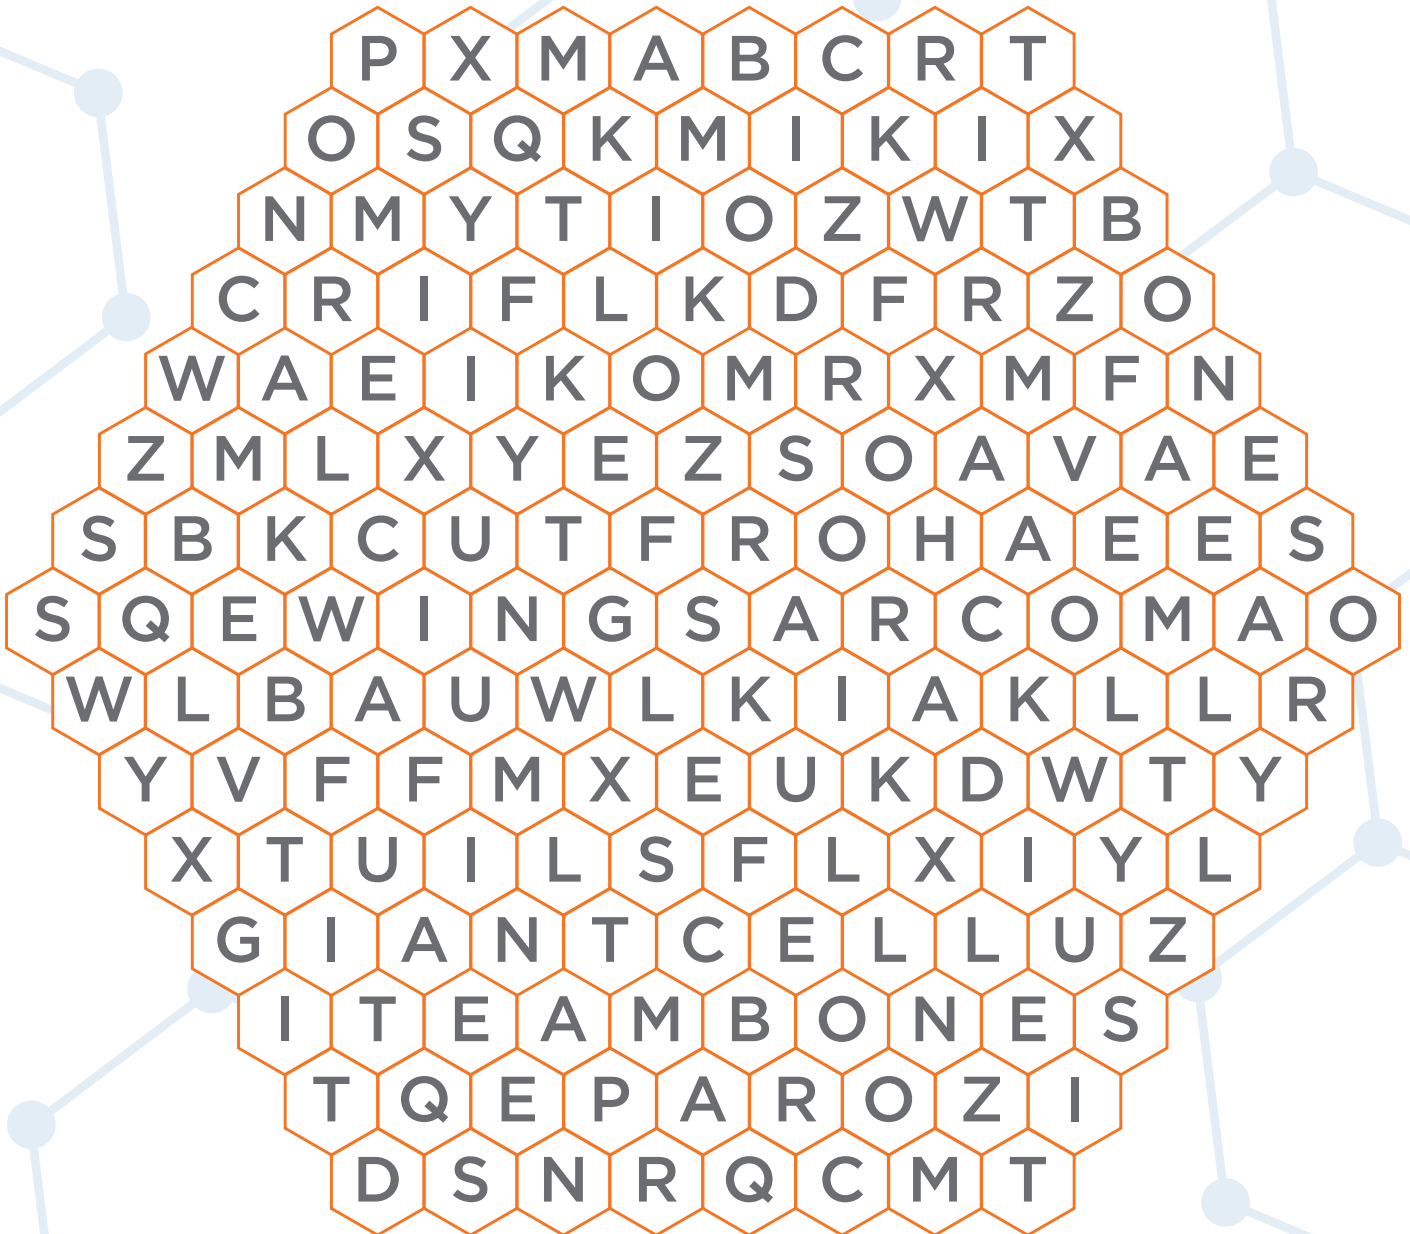 P X M A B C R T
O S Q K M I K I X
N M Y T I O Z W T B
C R I F L K D F R Z O
W A E I K O M R X M F N
Z M L X Y E Z S O A V A E
S B K C U T F R O H A E E S
S Q E W I N G S A R C O M A O
W L B A U W L K I A K L L R
Y V F F M X E U K D W T Y
X T U I L S F L X I Y L
G I A N T C E L L U Z
I T E A M B O N E S
T Q E P A R O Z I
D S N R Q C M T